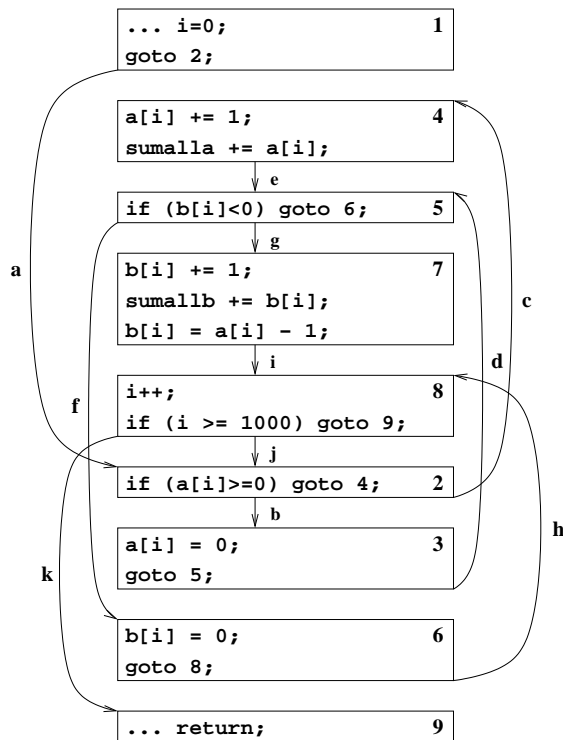 ... i=0; 1
goto 2;
a[i] += 1; 4
sumalla += a[i];
e
if (b[i]<0) goto 6; 5
g
b[i] += 1; 7
a
sumallb += b[i];
c
b[i] = a[i] - 1;
i
d
i++; 8
f
if (i >= 1000) goto 9;
j
if (a[i]>=0) goto 4; 2
b
h
a[i] = 0; 3
k
goto 5;
b[i] = 0; 6
goto 8;
... return; 9